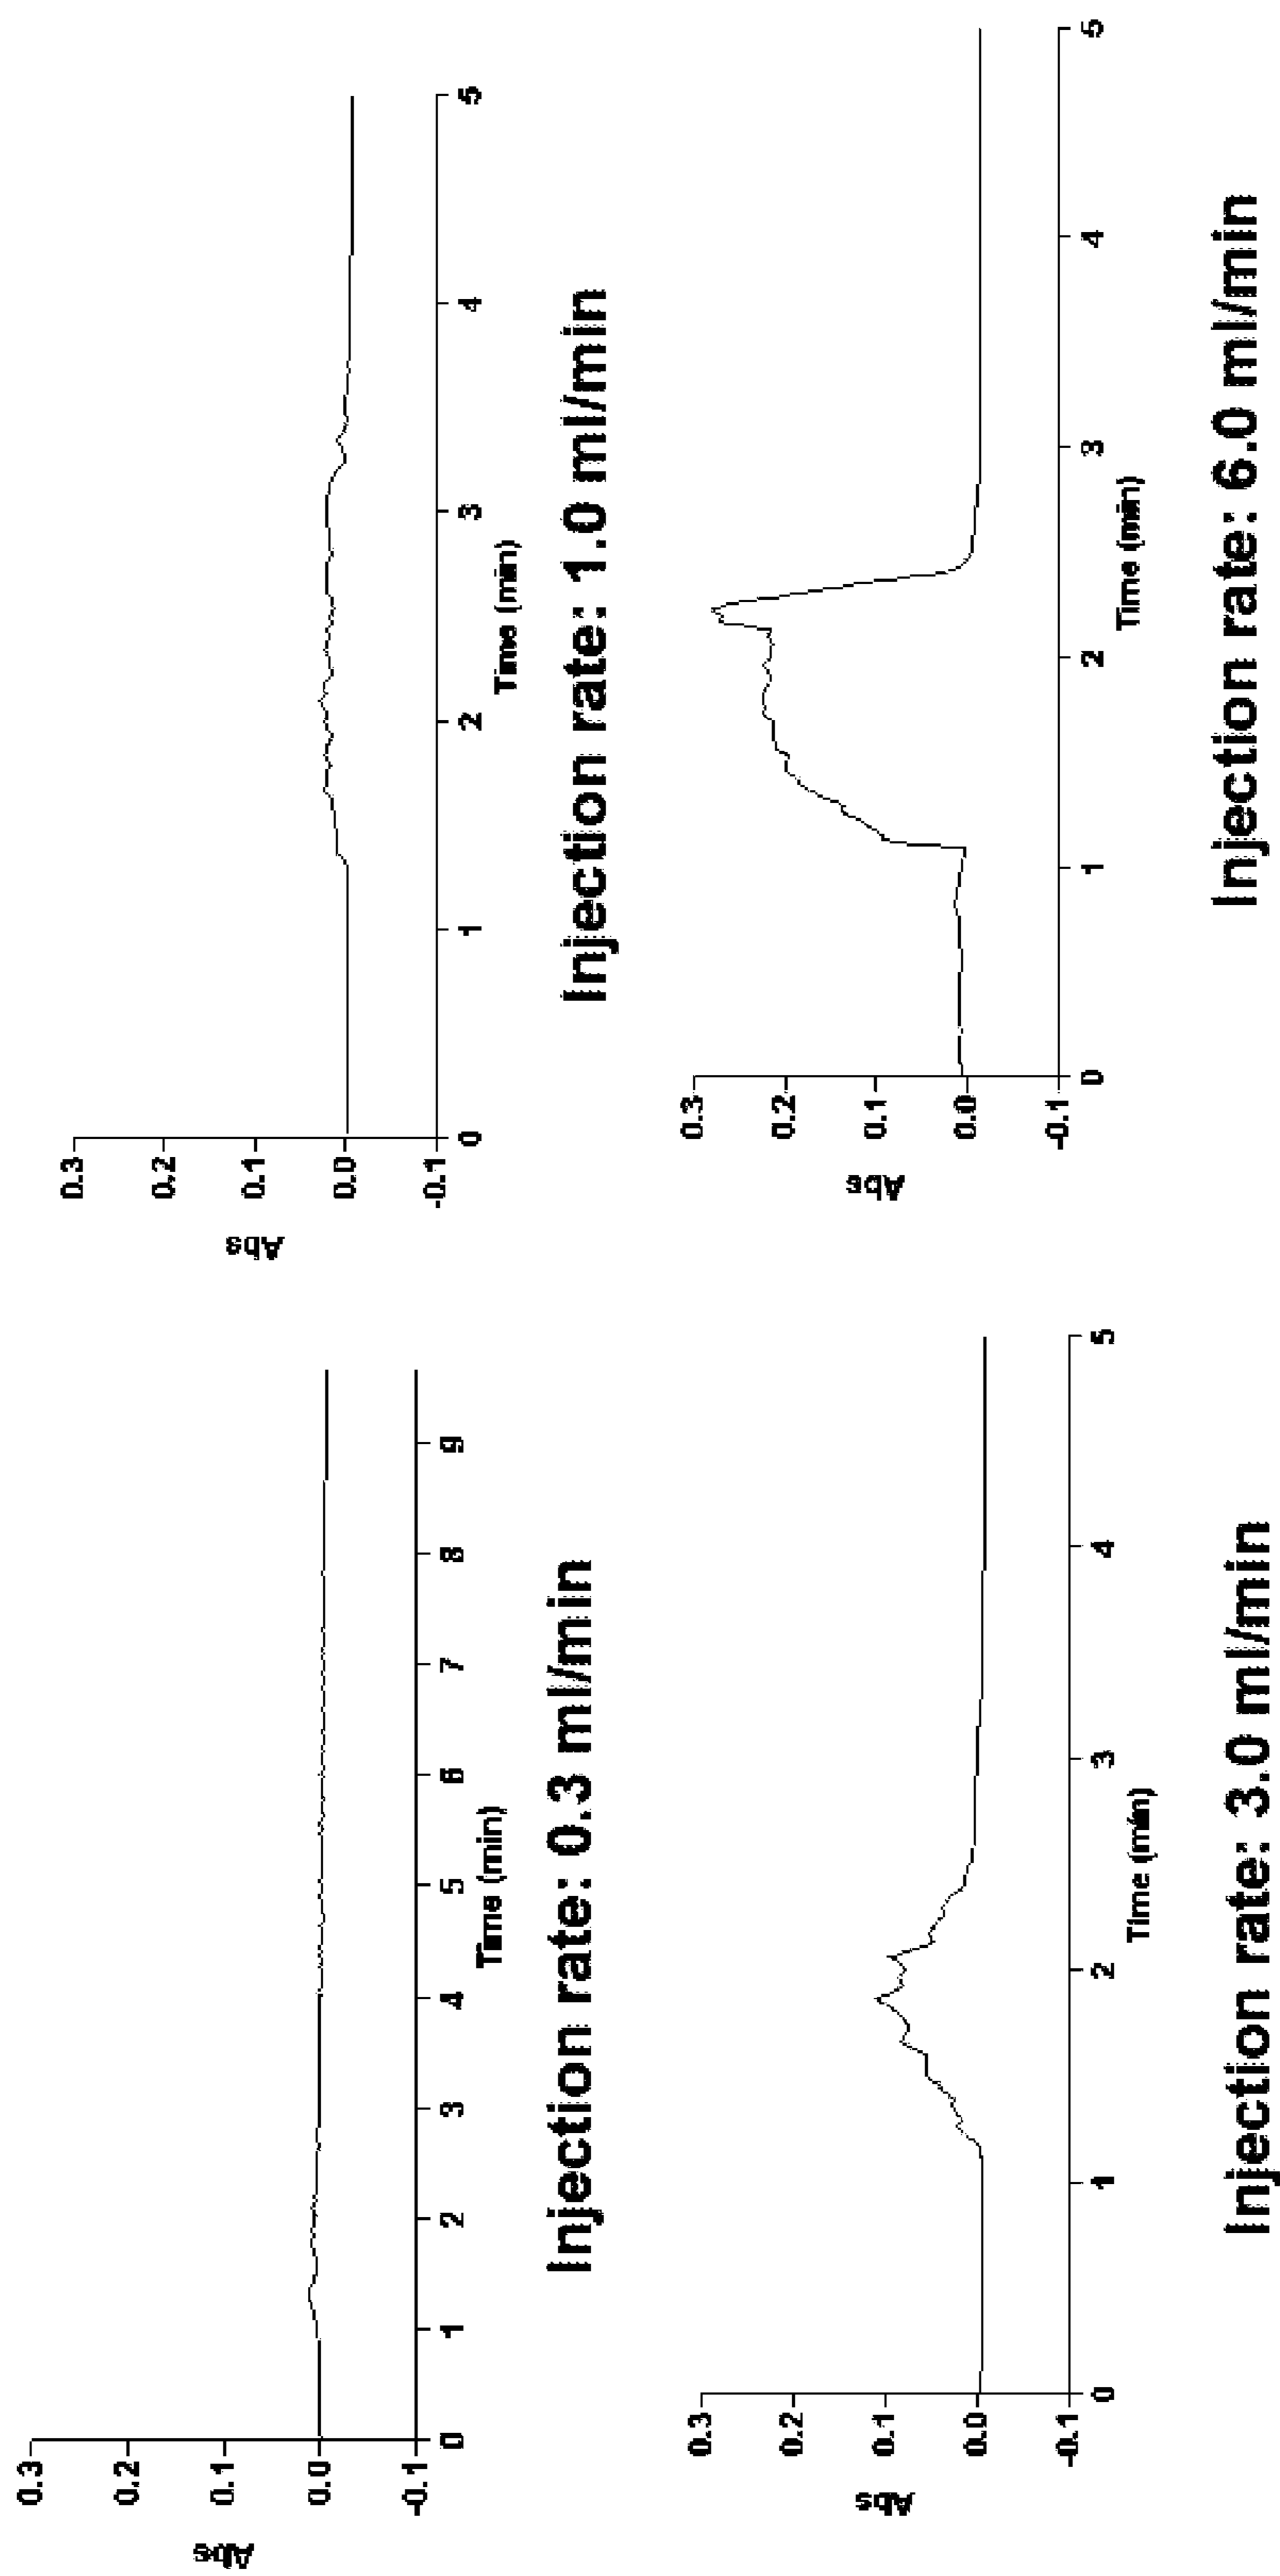 0.3
0.2
0.1
0.0
-0.1
Abs
0 1 2 3 4 5 6 7 8 9
Time (min)
Injection rate: 0.3 ml/min
0.3
0.2
0.1
0.0
-0.1
Abs
0 1 2 3 4 5
Time (min)
Injection rate: 1.0 ml/min
0.3
0.2
0.1
0.0
-0.1
Abs
0 1 2 3 4 5
Time (min)
Injection rate: 3.0 ml/min
0.3
0.2
0.1
0.0
-0.1
Abs
0 1 2 3 4 5
Time (min)
Injection rate: 6.0 ml/min